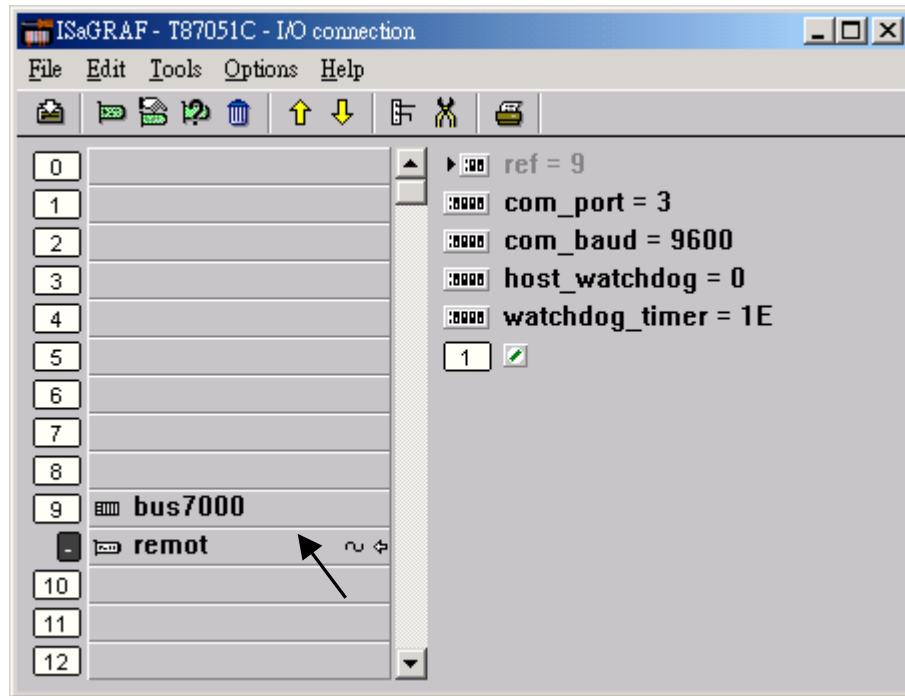 ISaGRAF - T87051C - I/O connection
File Edit Tools Options Help
0
1
2
3
4
5
6
7
8
9 bus7000
- remot
10
11
12
ref = 9
com_port = 3
com_baud = 9600
host_watchdog = 0
watchdog_timer = 1E
1